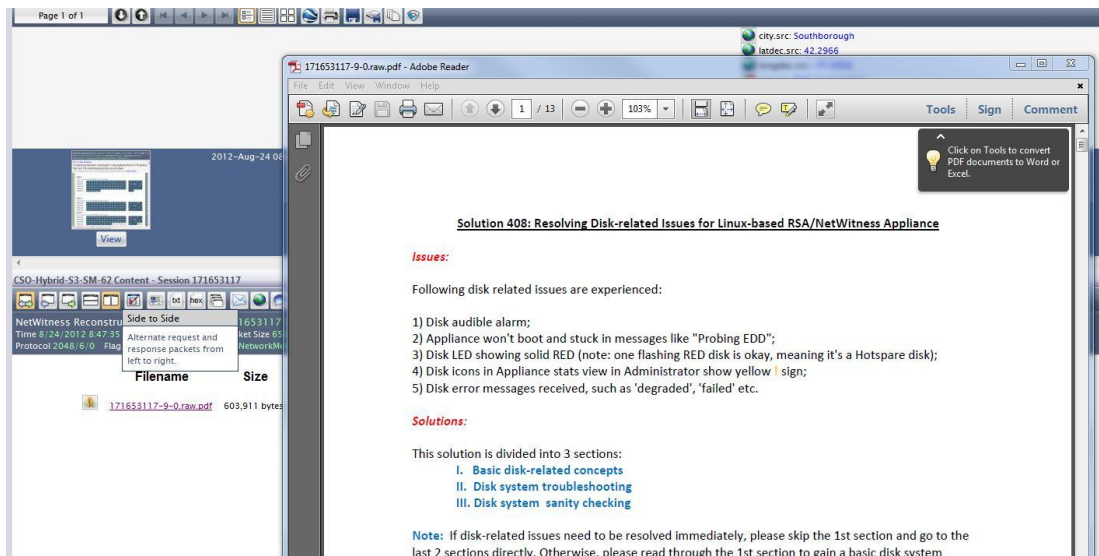 Page 1 of 1
city.src: Southborough
latdec.src: 42.2966
171653117-9-0.raw.pdf - Adobe Reader
File Edit View Window Help
1 / 13
103%
Tools Sign Comment
Click on Tools to convert
PDF documents to Word or
Excel.
2012-Aug-24 08
View
Solution 408: Resolving Disk-related Issues for Linux-based RSA/NetWitness Appliance
Issues:
Following disk related issues are experienced:
1) Disk audible alarm;
2) Appliance won't boot and stuck in messages like "Probing EDD";
3) Disk LED showing solid RED (note: one flashing RED disk is okay, meaning it's a Hotspare disk);
4) Disk icons in Appliance stats view in Administrator show yellow ! sign;
5) Disk error messages received, such as 'degraded', 'failed' etc.
Solutions:
This solution is divided into 3 sections:
I. Basic disk-related concepts
II. Disk system troubleshooting
III. Disk system sanity checking
Note: If disk-related issues need to be resolved immediately, please skip the 1st section and go to the
last 2 sections directly. Otherwise, please read through the 1st section to gain a basic disk system
CSO-Hybrid-S3-SM-62 Content - Session 171653117
txt hex
NetWitness Reconstru 1653117
Time 8/24/2012 8:47:35 ket Size 65
Protocol 2048/6/0 Flag NetworkMe
Side to Side
Alternate request and
response packets from
left to right.
Filename Size
171653117-9-0.raw.pdf 603,911 bytes